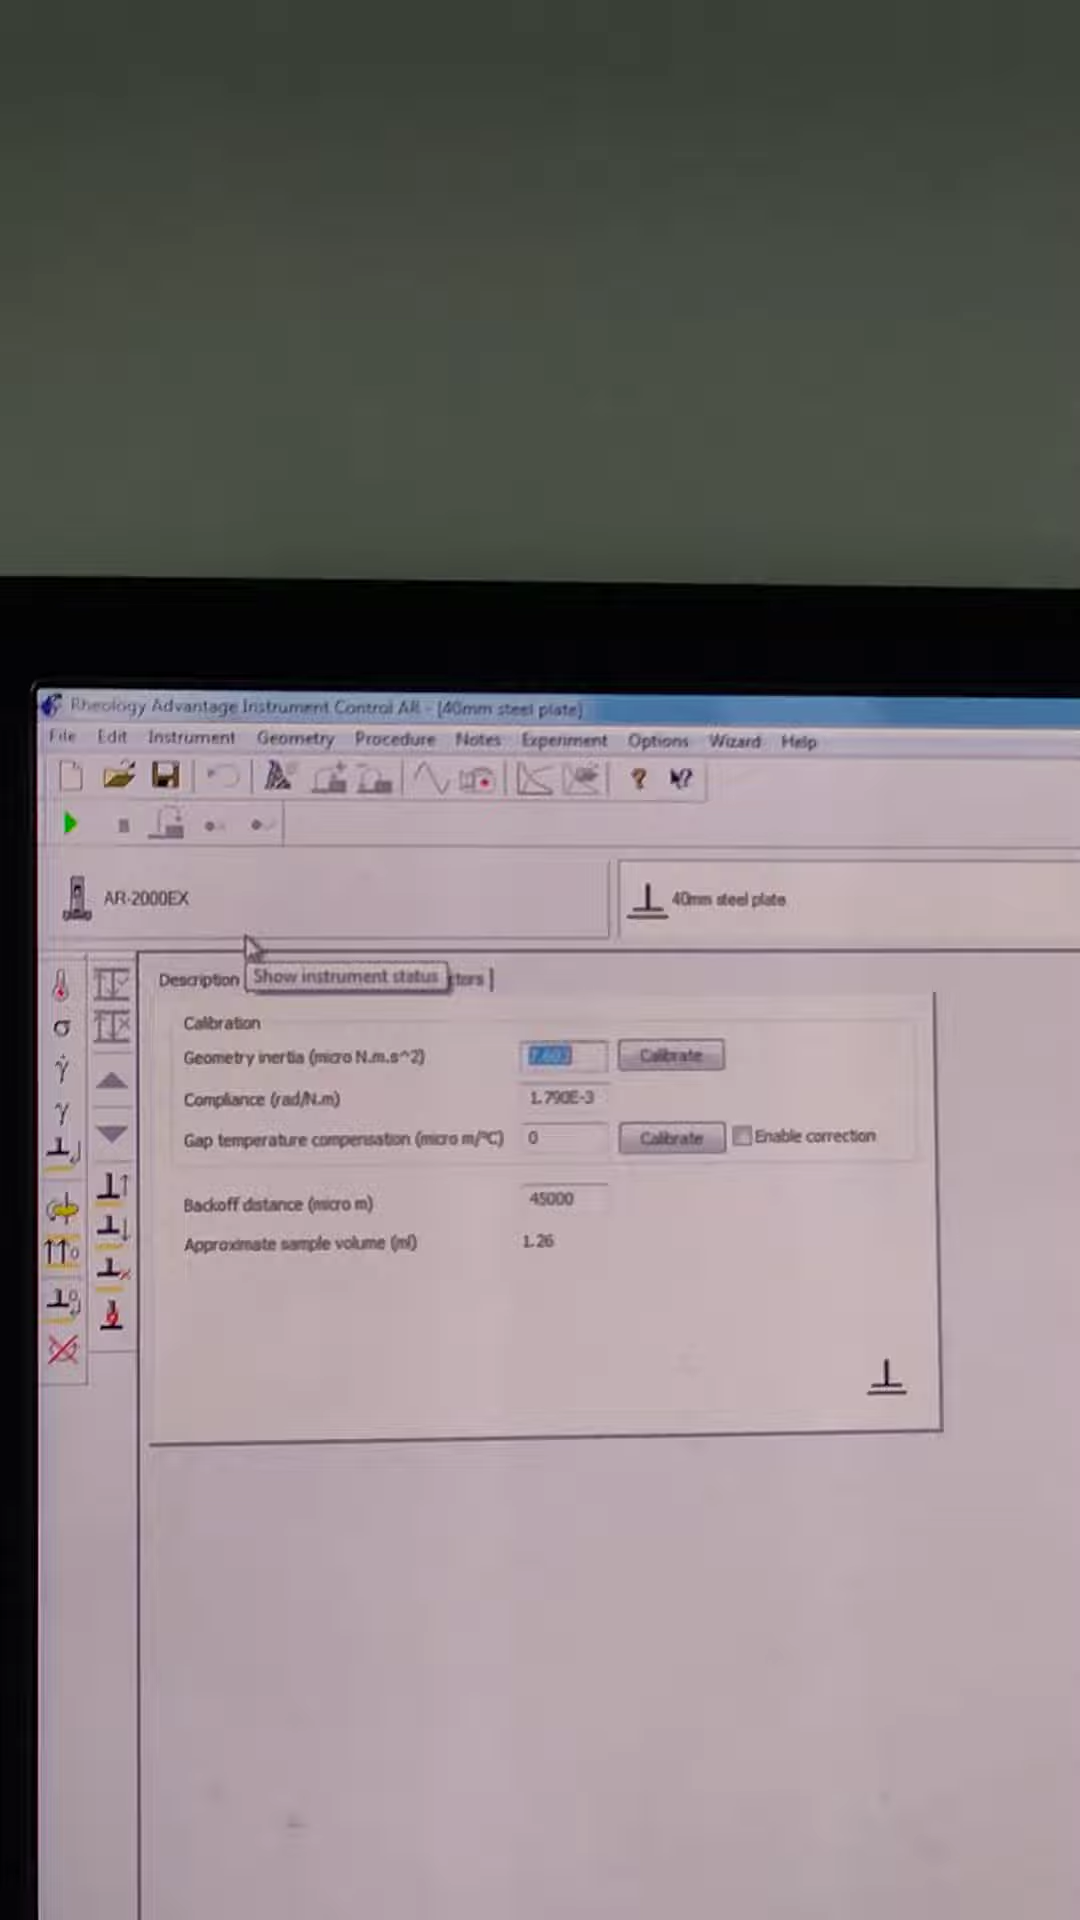 Rheology Advantage Instrument Control AR - [40mm steel plate]
File Edit Instrument Geometry Procedure Notes Experiment Options Wizard Help
AR-2000EX
40mm steel plate
Description
Show instrument status
Calibration
Geometry inertia (micro N.m.s^2) Calibrate
Compliance (rad/N.m) 1.790E-3
Gap temperature compensation (micro m/°C) 0 Calibrate Enable correction
Backoff distance (micro m) 45000
Approximate sample volume (ml) 1.26